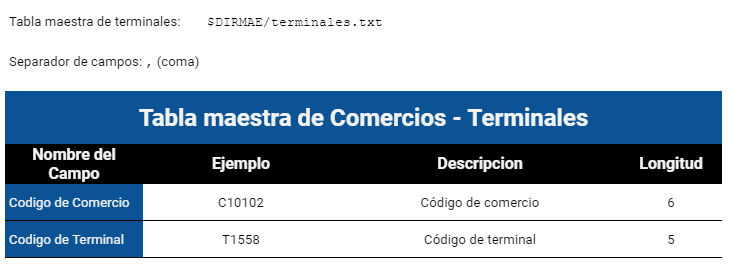 Tabla maestra de terminales: $DIRMAE/terminales.txt
Separador de campos: , (coma)
Tabla maestra de Comercios - Terminales
Nombre del Campo Ejemplo Descripcion Longitud
Codigo de Comercio C10102 Código de comercio 6
Codigo de Terminal T1558 Código de terminal 5